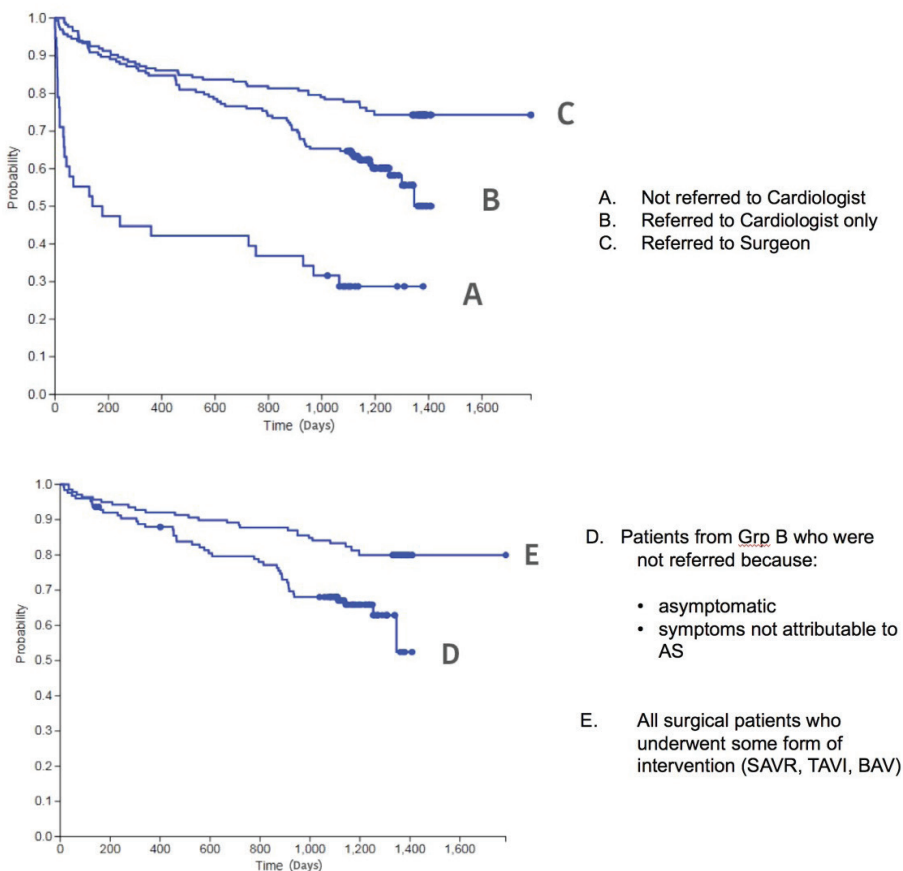 1.0
0.9
0.8
0.7
0.6
0.5
0.4
0.3
0.2
0.1
0.0
Probability
0 200 400 600 800 1,000 1,200 1,400 1,600
Time (Days)
C
B
A
A. Not referred to Cardiologist
B. Referred to Cardiologist only
C. Referred to Surgeon
1.0
0.9
0.8
0.7
0.6
0.5
0.4
0.3
0.2
0.1
0.0
Probability
0 200 400 600 800 1,000 1,200 1,400 1,600
Time (Days)
E
D
D. Patients from Grp B who were
not referred because:
• asymptomatic
• symptoms not attributable to
AS
E. All surgical patients who
underwent some form of
intervention (SAVR, TAVI, BAV)